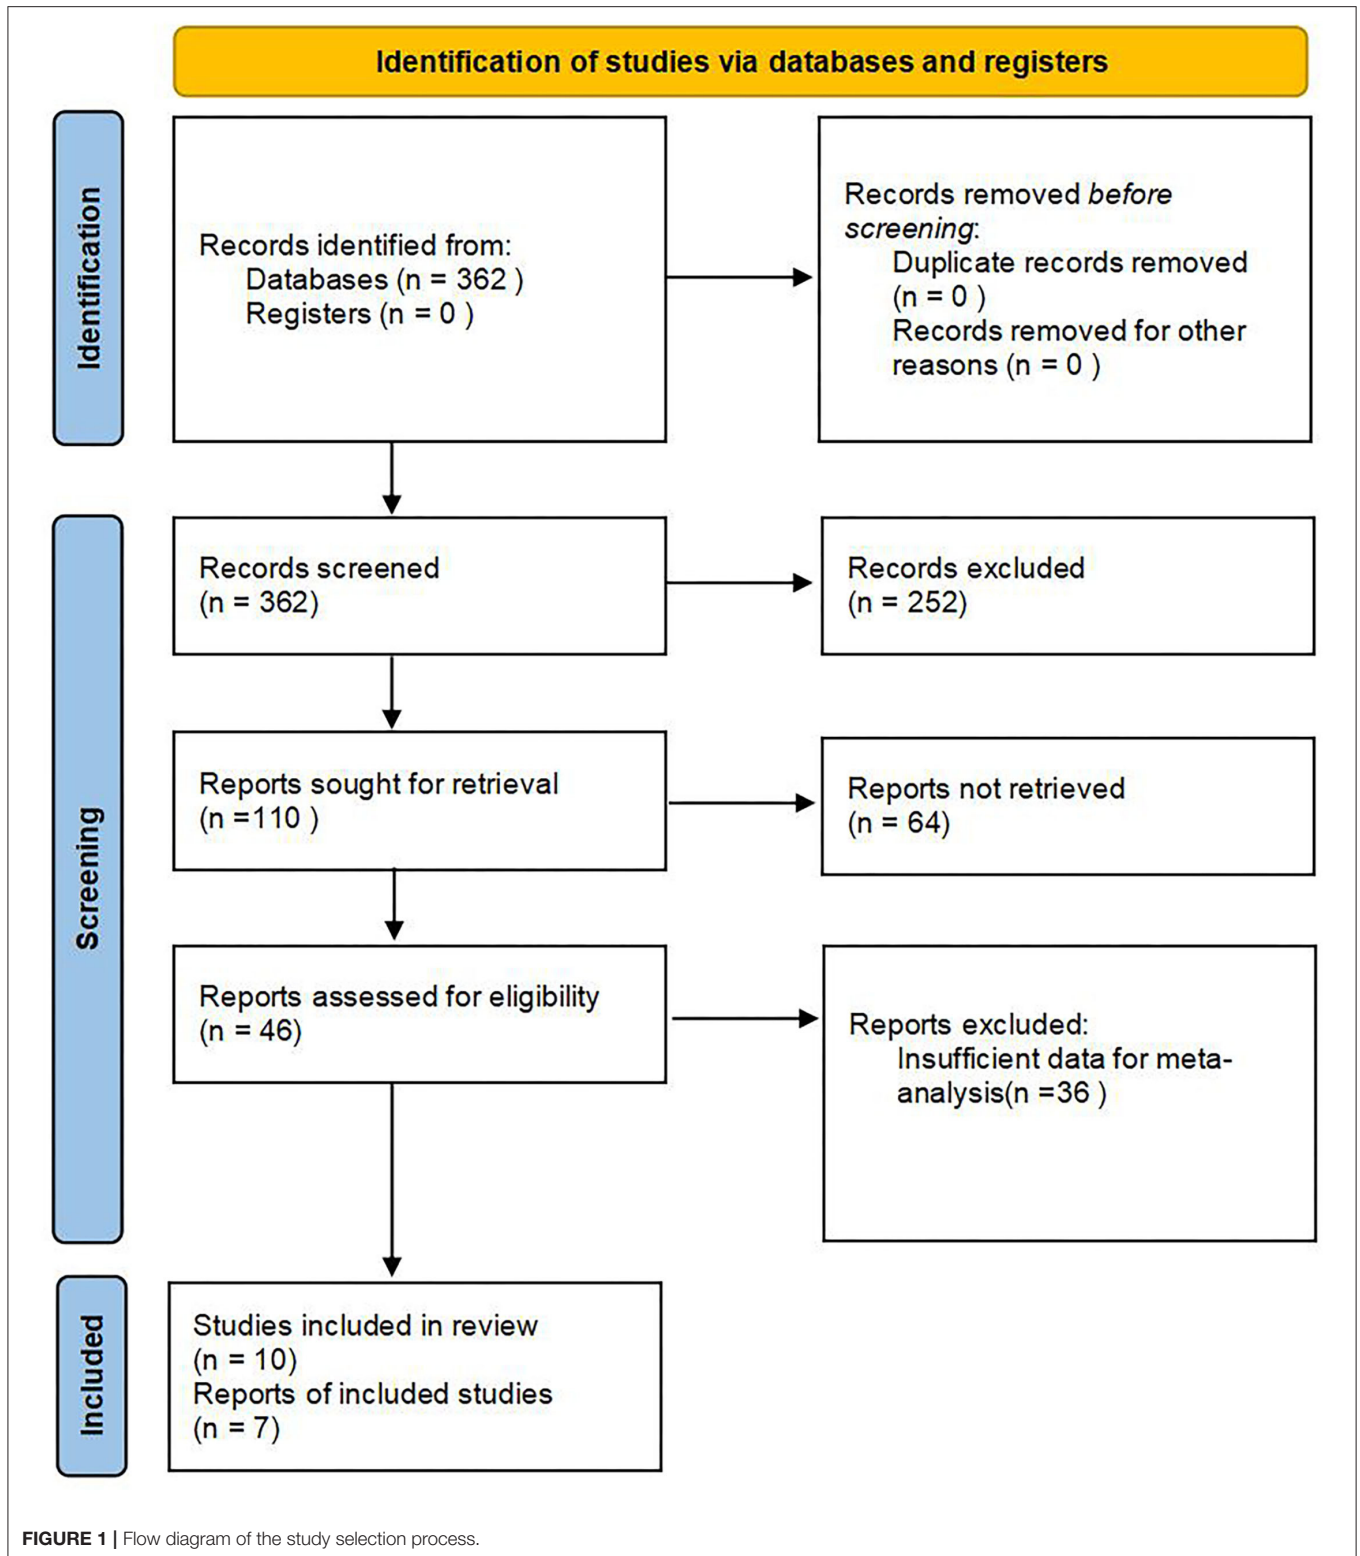 Identification of studies via databases and registers
Identification
Records identified from:
Databases (n = 362 )
Registers (n = 0 )
Records removed before
screening:
Duplicate records removed
(n = 0 )
Records removed for other
reasons (n = 0 )
Screening
Records screened
(n = 362)
Records excluded
(n = 252)
Reports sought for retrieval
(n =110 )
Reports not retrieved
(n = 64)
Reports assessed for eligibility
(n = 46)
Reports excluded:
Insufficient data for meta-
analysis(n =36 )
Included
Studies included in review
(n = 10)
Reports of included studies
(n = 7)
FIGURE 1 | Flow diagram of the study selection process.